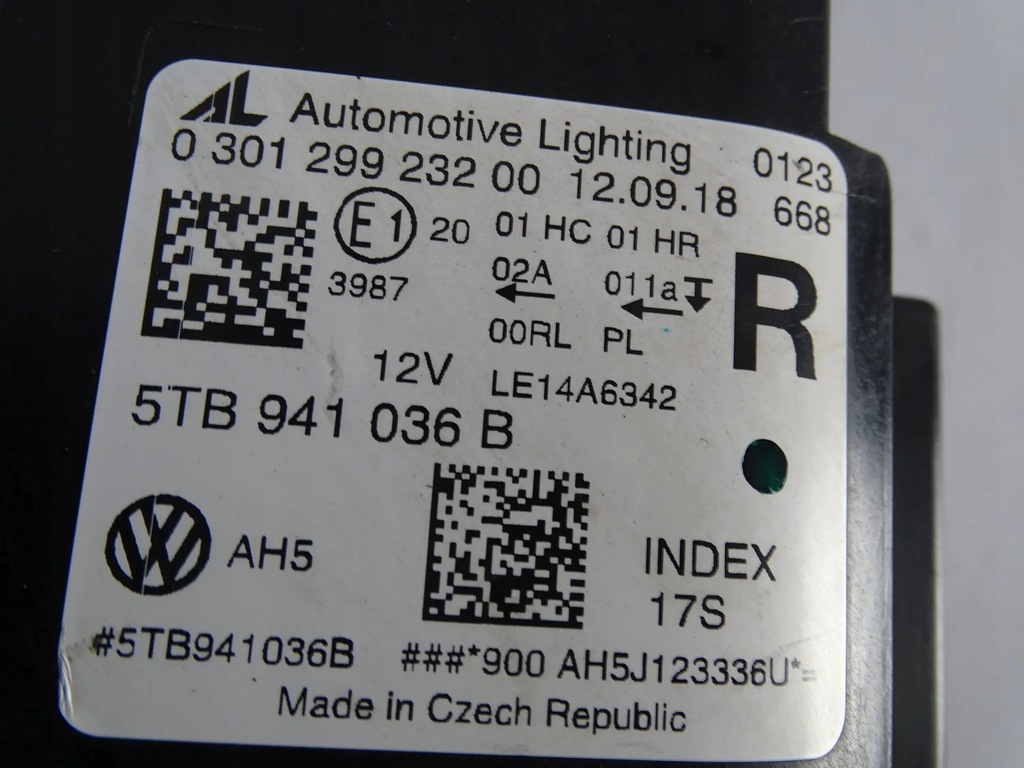 AL Automotive Lighting 0123
0 301 299 232 00 12.09.18 668
E1 20 01 HC 01 HR
3987 02A 011a
R
00RL PL
12V LE14A6342
5TB 941 036 B
VW AH5 INDEX
17S
#5TB941036B ###*900 AH5J123336U*=
Made in Czech Republic